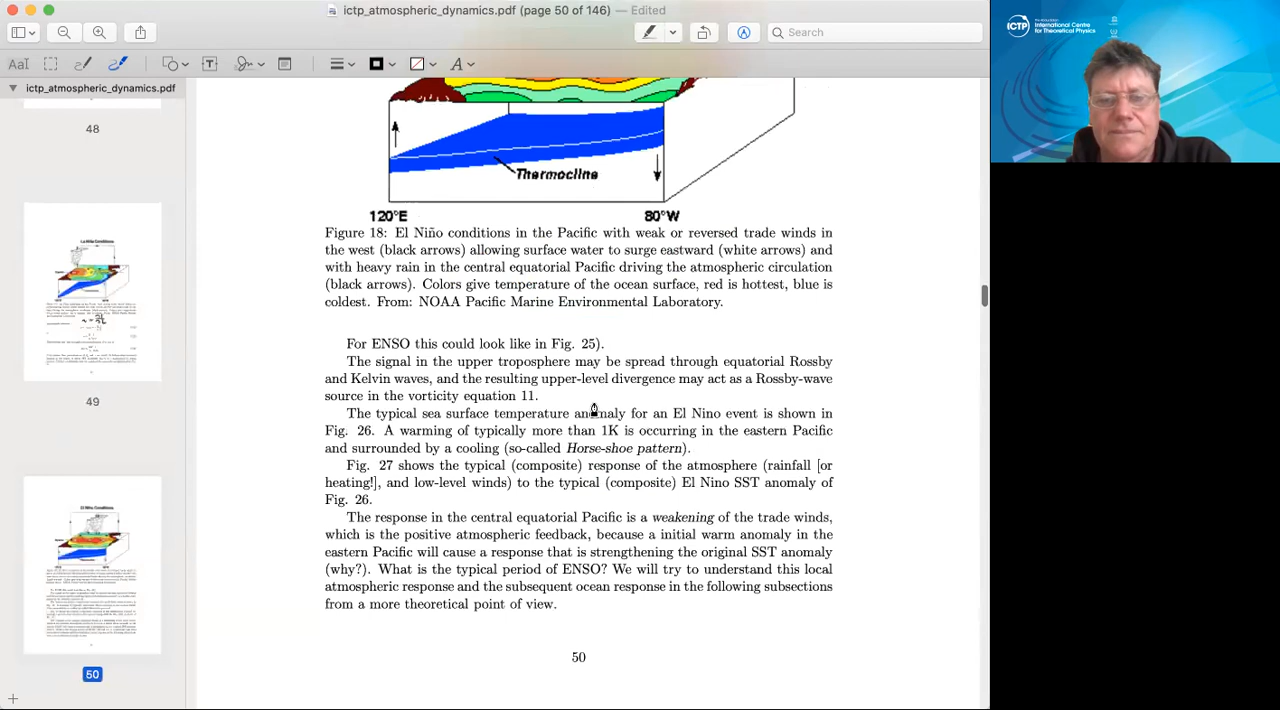 ictp_atmospheric_dynamics.pdf (page 50 of 146) — Edited
Search
ictp_atmospheric_dynamics.pdf
48
49
50
Thermocline
120°E 80°W
Figure 18: El Niño conditions in the Pacific with weak or reversed trade winds in
the west (black arrows) allowing surface water to surge eastward (white arrows) and
with heavy rain in the central equatorial Pacific driving the atmospheric circulation
(black arrows). Colors give temperature of the ocean surface, red is hottest, blue is
coldest. From: NOAA Pacific Marine Environmental Laboratory.
For ENSO this could look like in Fig. 25).
The signal in the upper troposphere may be spread through equatorial Rossby
and Kelvin waves, and the resulting upper-level divergence may act as a Rossby-wave
source in the vorticity equation 11.
The typical sea surface temperature anomaly for an El Nino event is shown in
Fig. 26. A warming of typically more than 1K is occurring in the eastern Pacific
and surrounded by a cooling (so-called Horse-shoe pattern).
Fig. 27 shows the typical (composite) response of the atmosphere (rainfall [or
heating!], and low-level winds) to the typical (composite) El Nino SST anomaly of
Fig. 26.
The response in the central equatorial Pacific is a weakening of the trade winds,
which is the positive atmospheric feedback, because a initial warm anomaly in the
eastern Pacific will cause a response that is strengthening the original SST anomaly
(why?). What is the typical period of ENSO? We will try to understand this local
atmospheric response and the subsequent ocean response in the following subsections
from a more theoretical point of view.
50
ICTP
International Centre
for Theoretical Physics